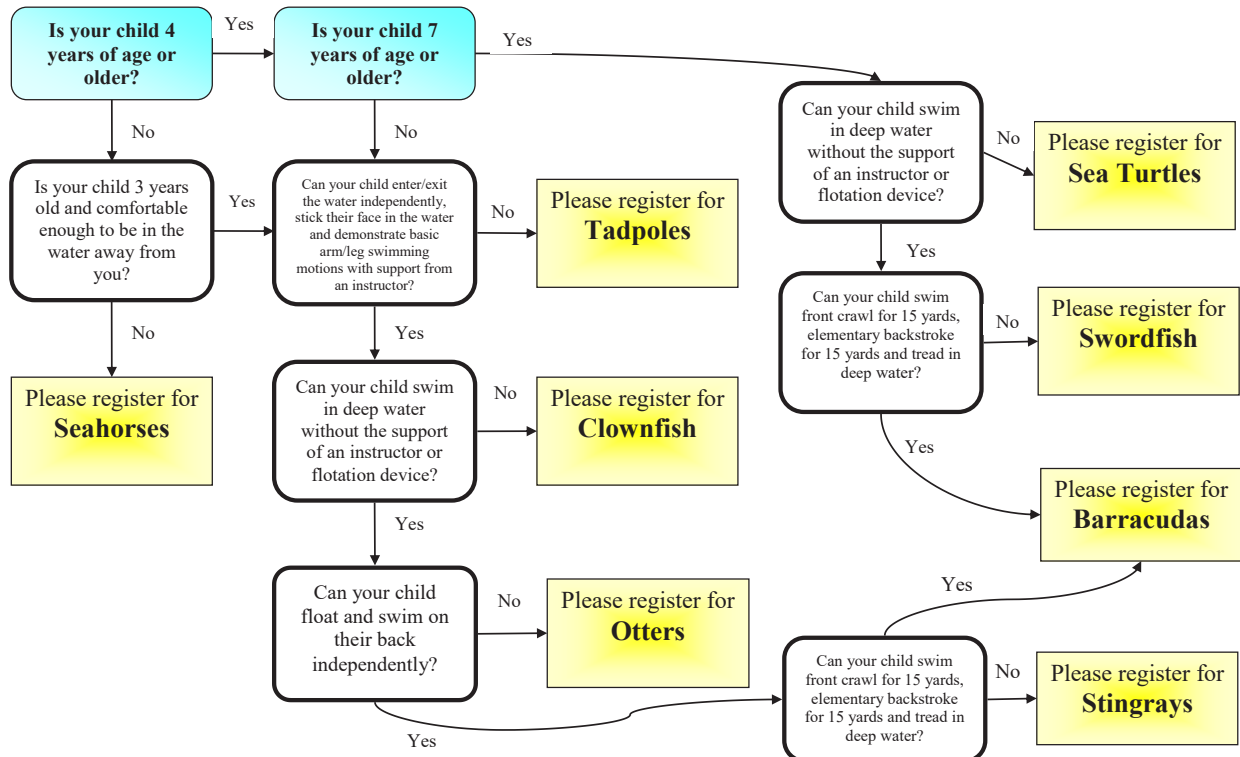 Is your child 4
years of age or
older?
Yes
Is your child 7
years of age or
older?
Yes
No
No
Can your child swim
in deep water
without the support
of an instructor or
flotation device?
No
Please register for
Sea Turtles
Is your child 3 years
old and comfortable
enough to be in the
water away from
you?
Yes
Can your child enter/exit
the water independently,
stick their face in the water
and demonstrate basic
arm/leg swimming
motions with support from
an instructor?
No
Please register for
Tadpoles
Yes
Can your child swim
front crawl for 15 yards,
elementary backstroke
for 15 yards and tread in
deep water?
No
Please register for
Swordfish
No
Yes
Please register for
Seahorses
Can your child swim
in deep water
without the support
of an instructor or
flotation device?
No
Please register for
Clownfish
Yes
Please register for
Barracudas
Yes
Can your child
float and swim on
their back
independently?
No
Please register for
Otters
Yes
Can your child swim
front crawl for 15 yards,
elementary backstroke
for 15 yards and tread in
deep water?
No
Please register for
Stingrays
Yes